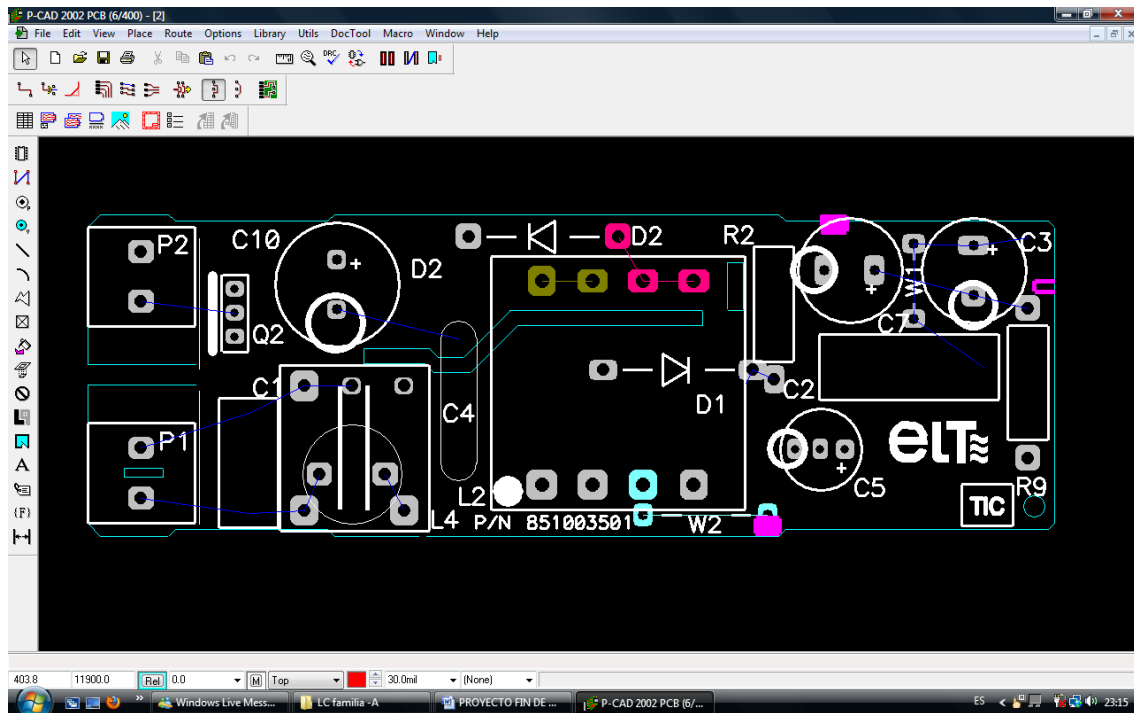 P-CAD 2002 PCB (6/400) - [2]
File Edit View Place Route Options Library Utils DocTool Macro Window Help
P2
C10
D2
D2
R2
W1
C3
Q2
C7
C1
C4
D1
C2
P1
eLT
L2
C5
R9
L4
P/N 851003501
W2
TIC
403.8 11900.0 Rel 0.0 M Top 30.0mil (None)
Windows Live Mess... LC familia -A PROYECTO FIN DE ... P-CAD 2002 PCB (6/... ES 23:15